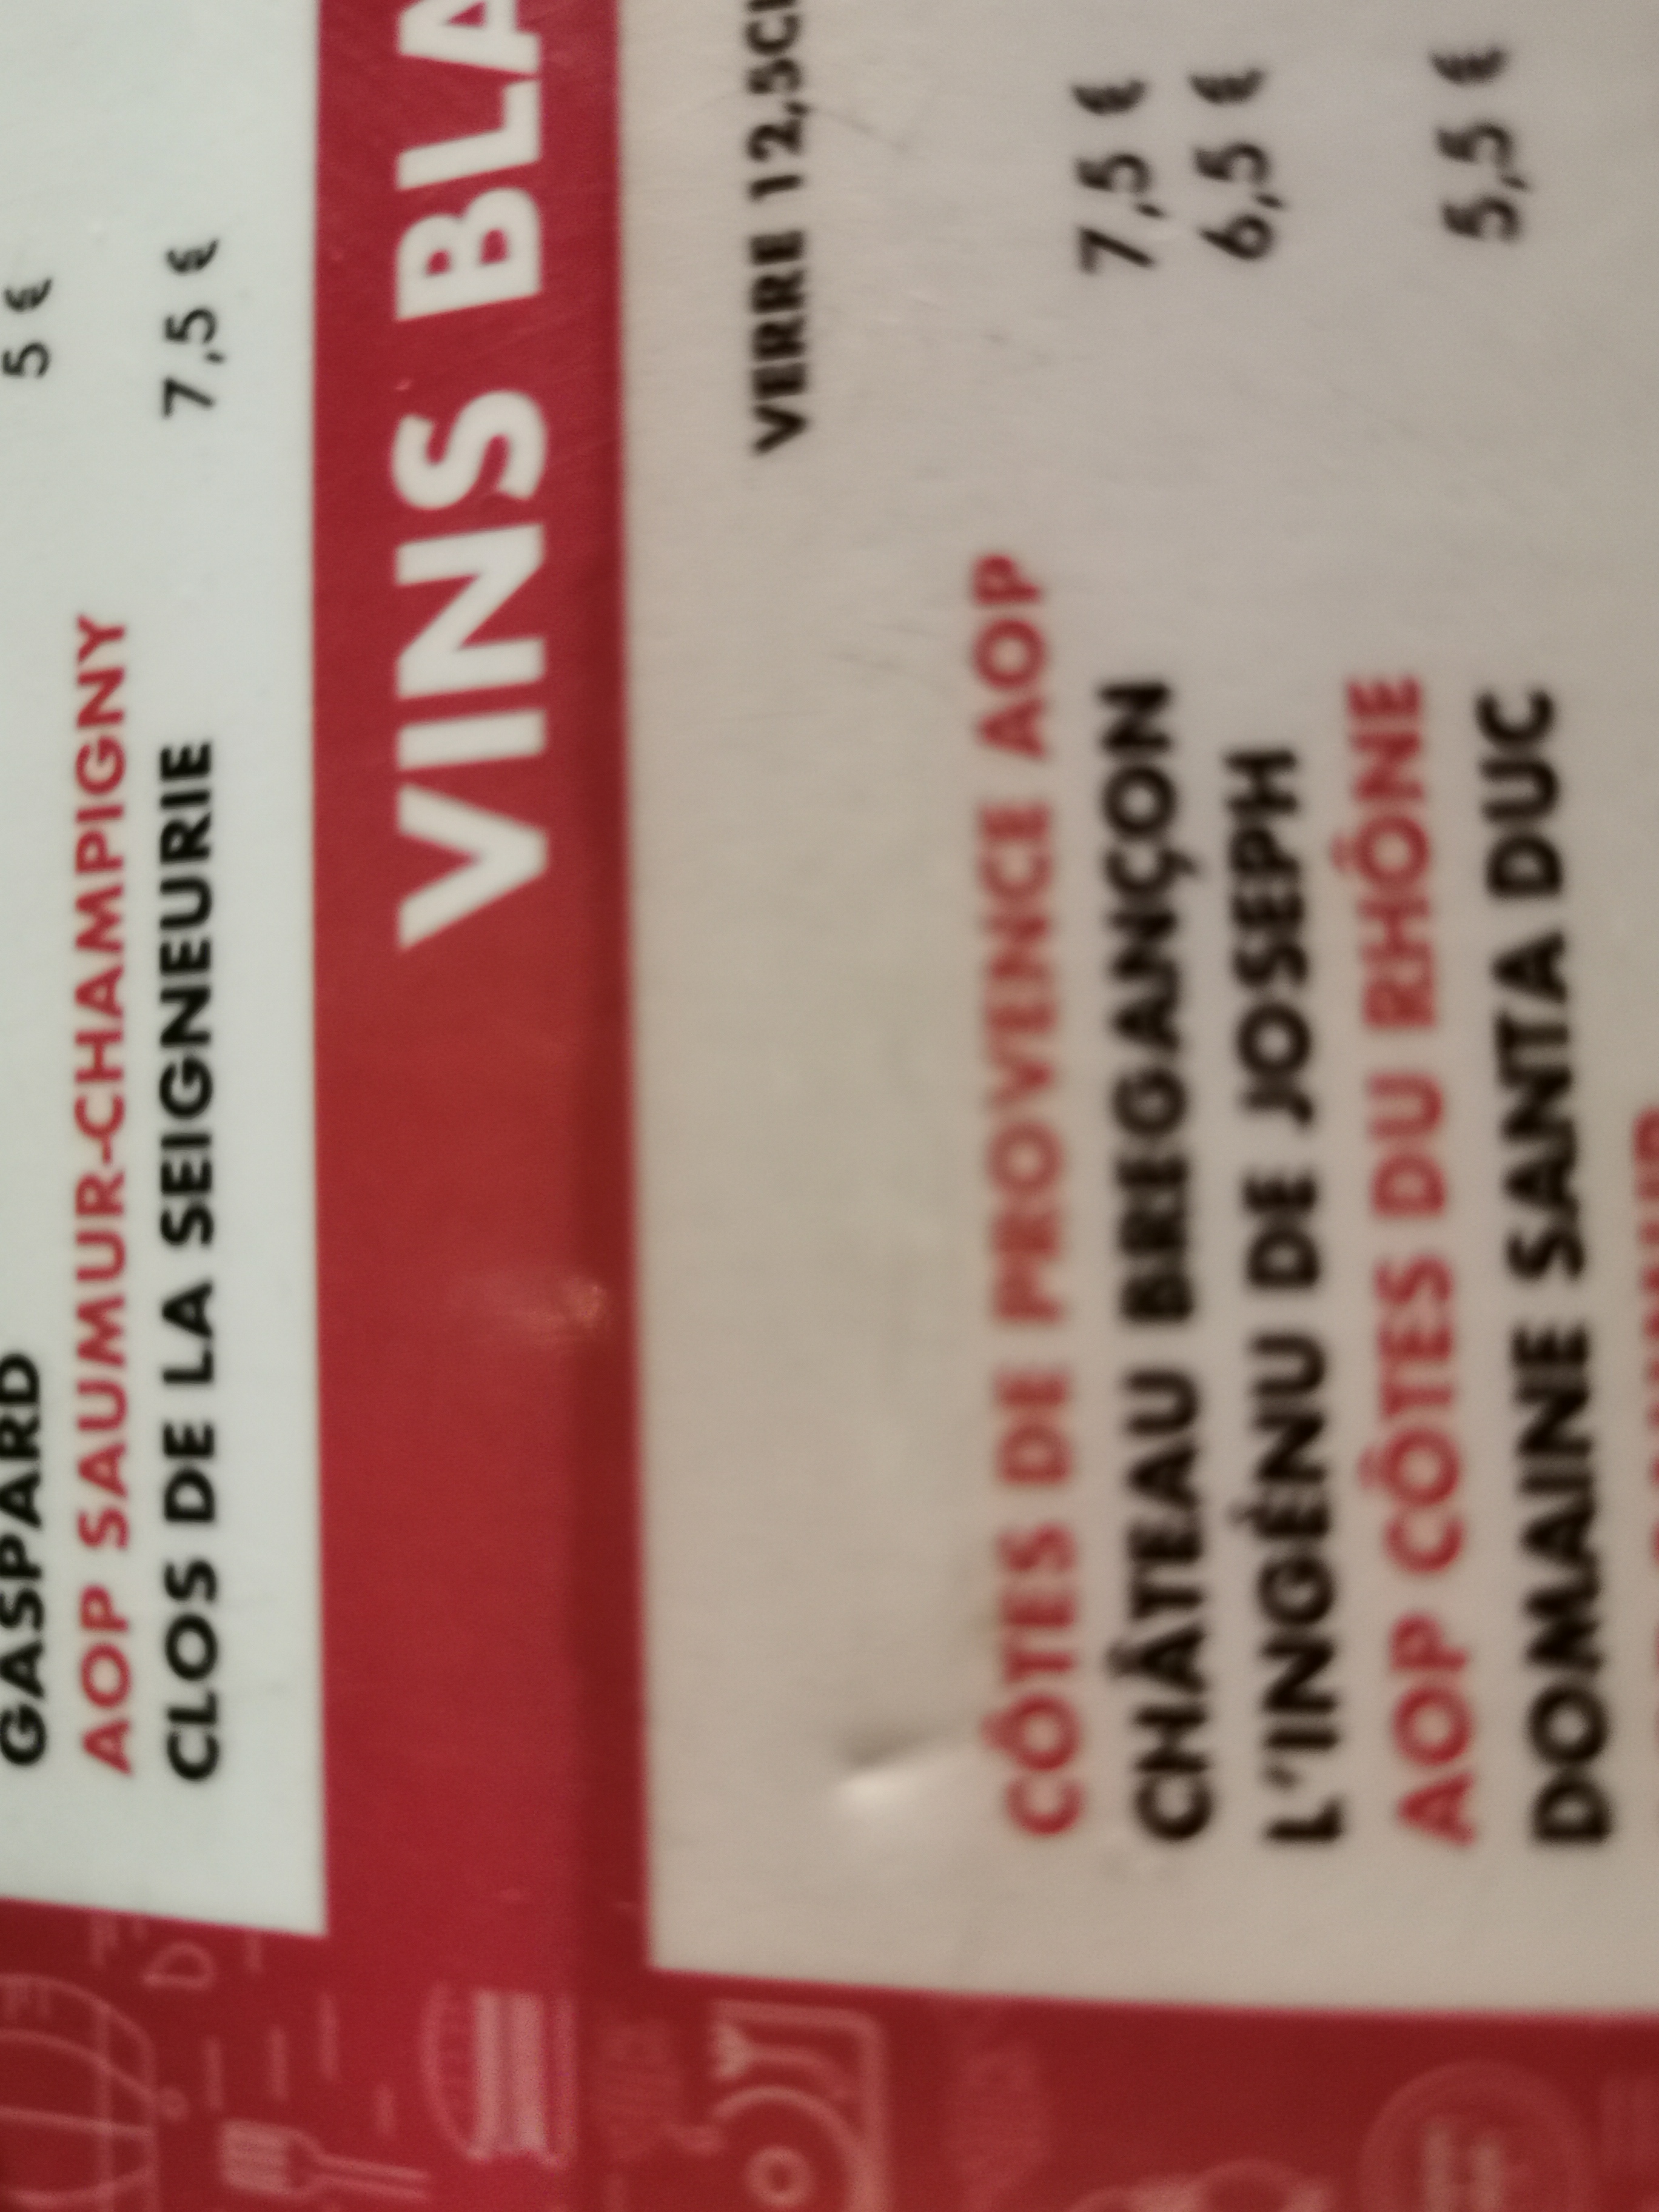 GASPARD 5 €
AOP SAUMUR-CHAMPIGNY
CLOS DE LA SEIGNEURIE 7,5 €
VINS BLA
VERRE 12,5CL
CÔTES DE PROVENCE AOP
CHÂTEAU BREGANÇON 7,5 €
L'INGÉNU DE JOSEPH 6,5 €
AOP CÔTES DU RHÔNE
DOMAINE SANTA DUC 5,5 €